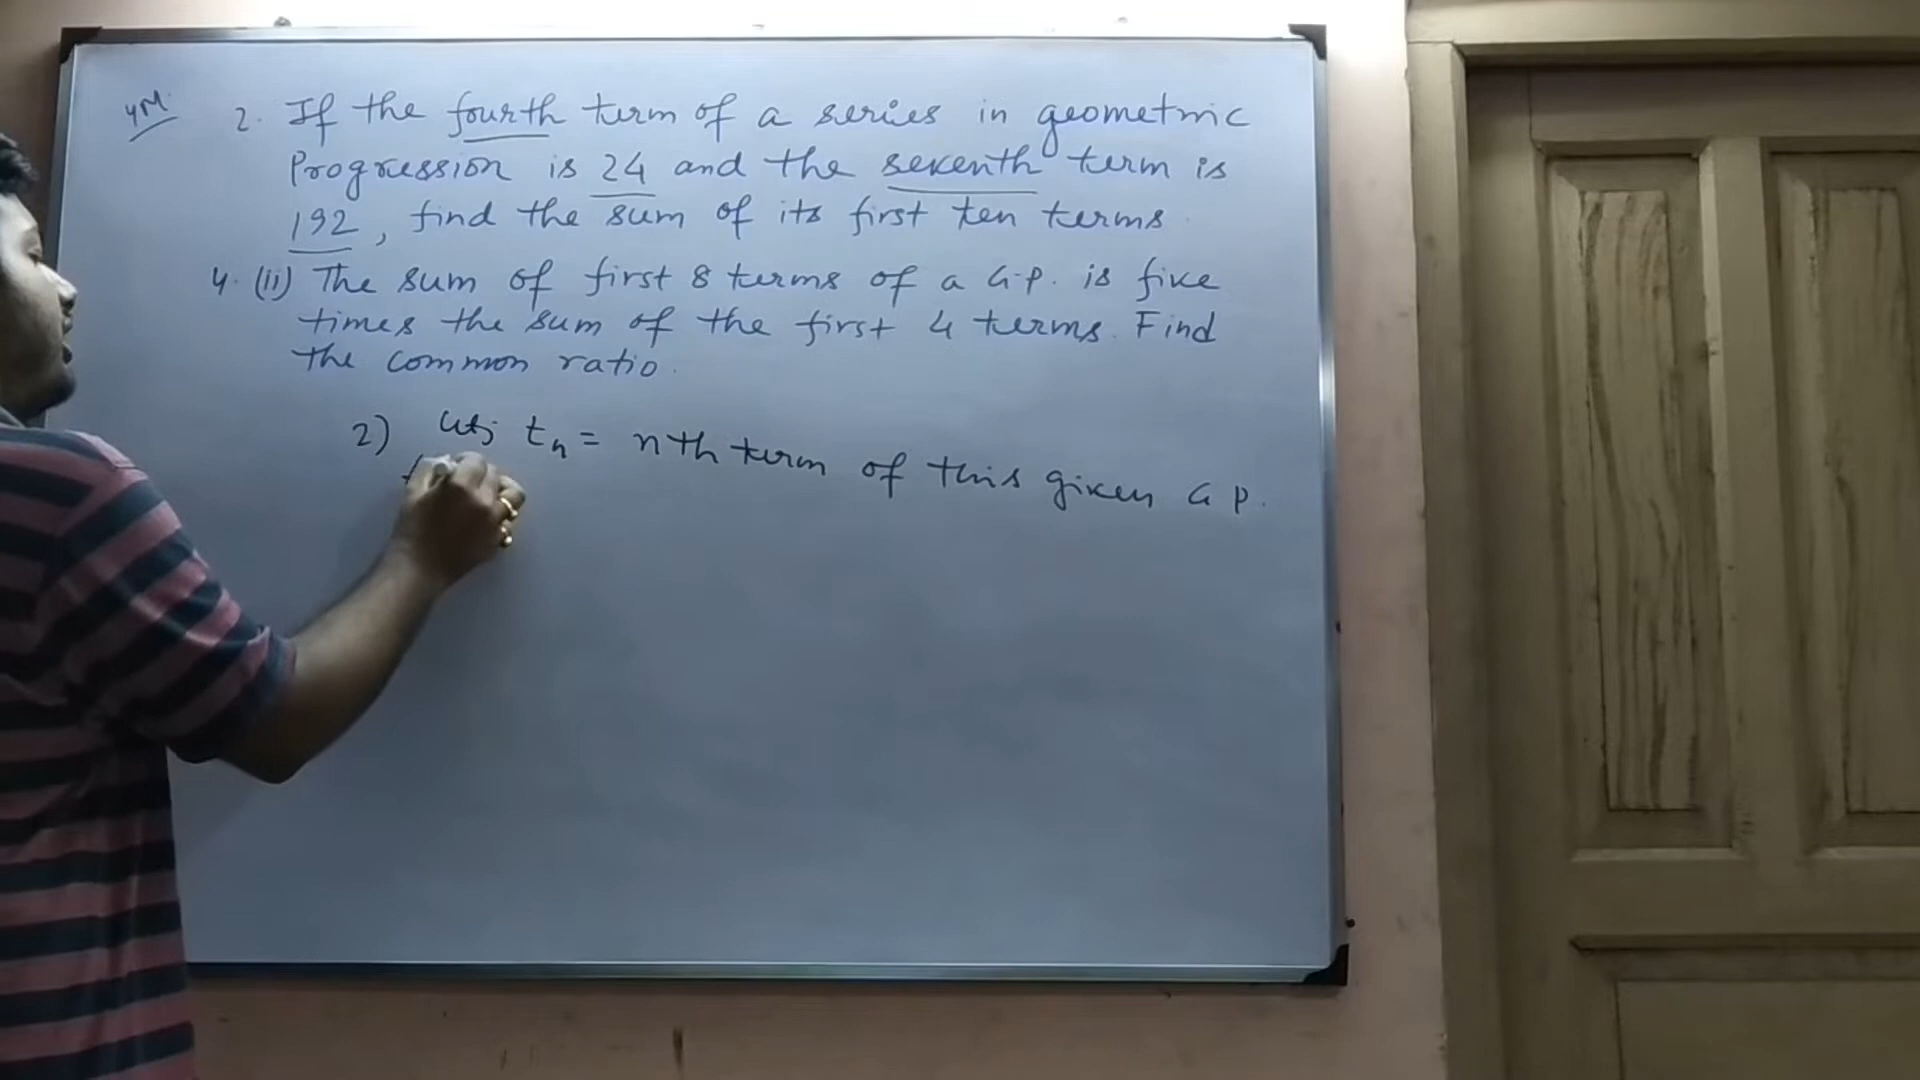 4M.
2. If the fourth term of a series in geometric
Progression is 24 and the seventh term is
192, find the sum of its first ten terms.
4. (ii) The sum of first 8 terms of a G.P. is five
times the sum of the first 4 terms. Find
the common ratio.
2) tn = nth term of this given G P.